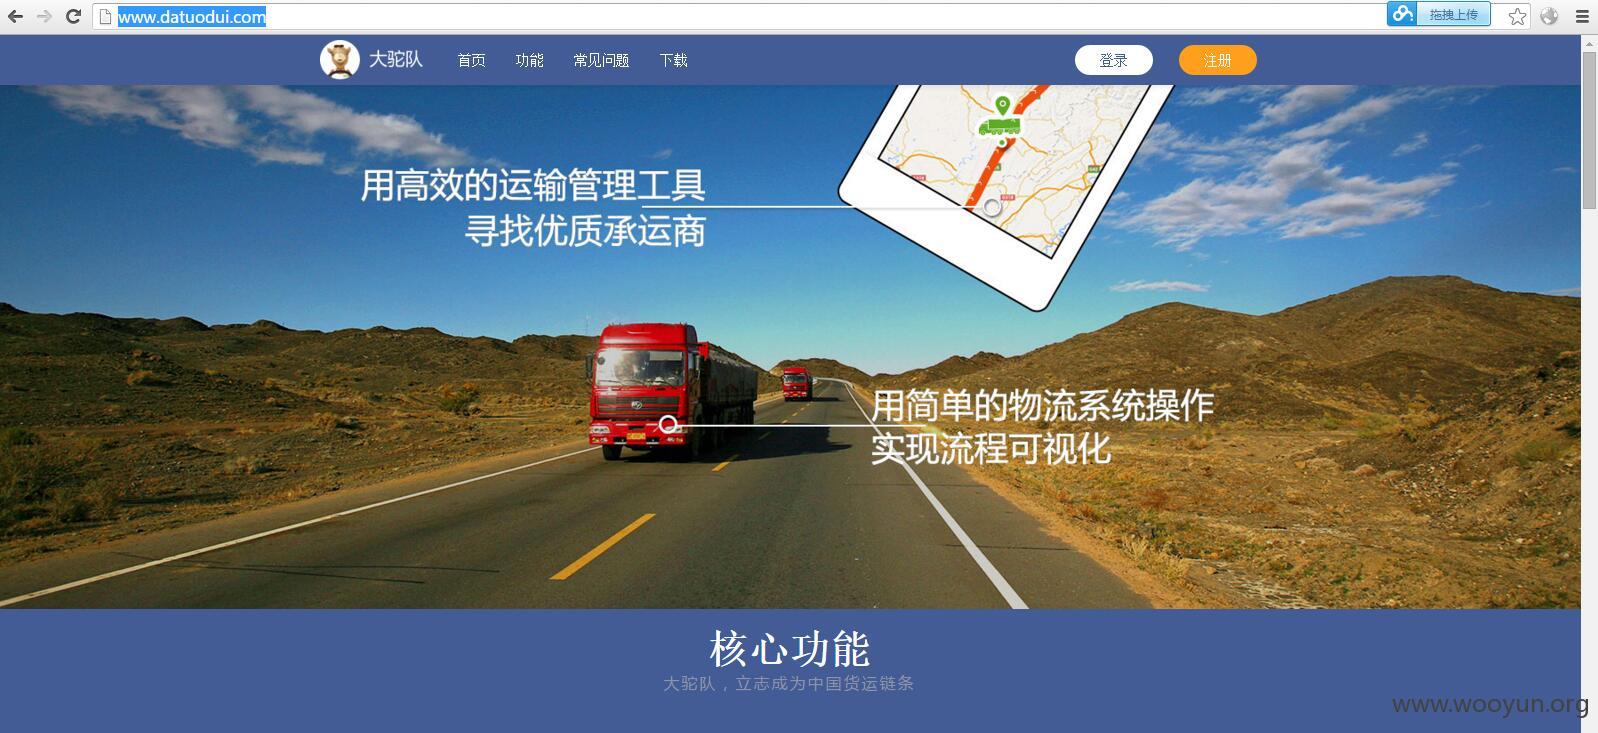 www.datuodui.com
拖拽上传
大驼队
首页
功能
常见问题
下载
登录
注册
用高效的运输管理工具
寻找优质承运商
用简单的物流系统操作
实现流程可视化
核心功能
大驼队，立志成为中国货运链条
www.wooyun.org